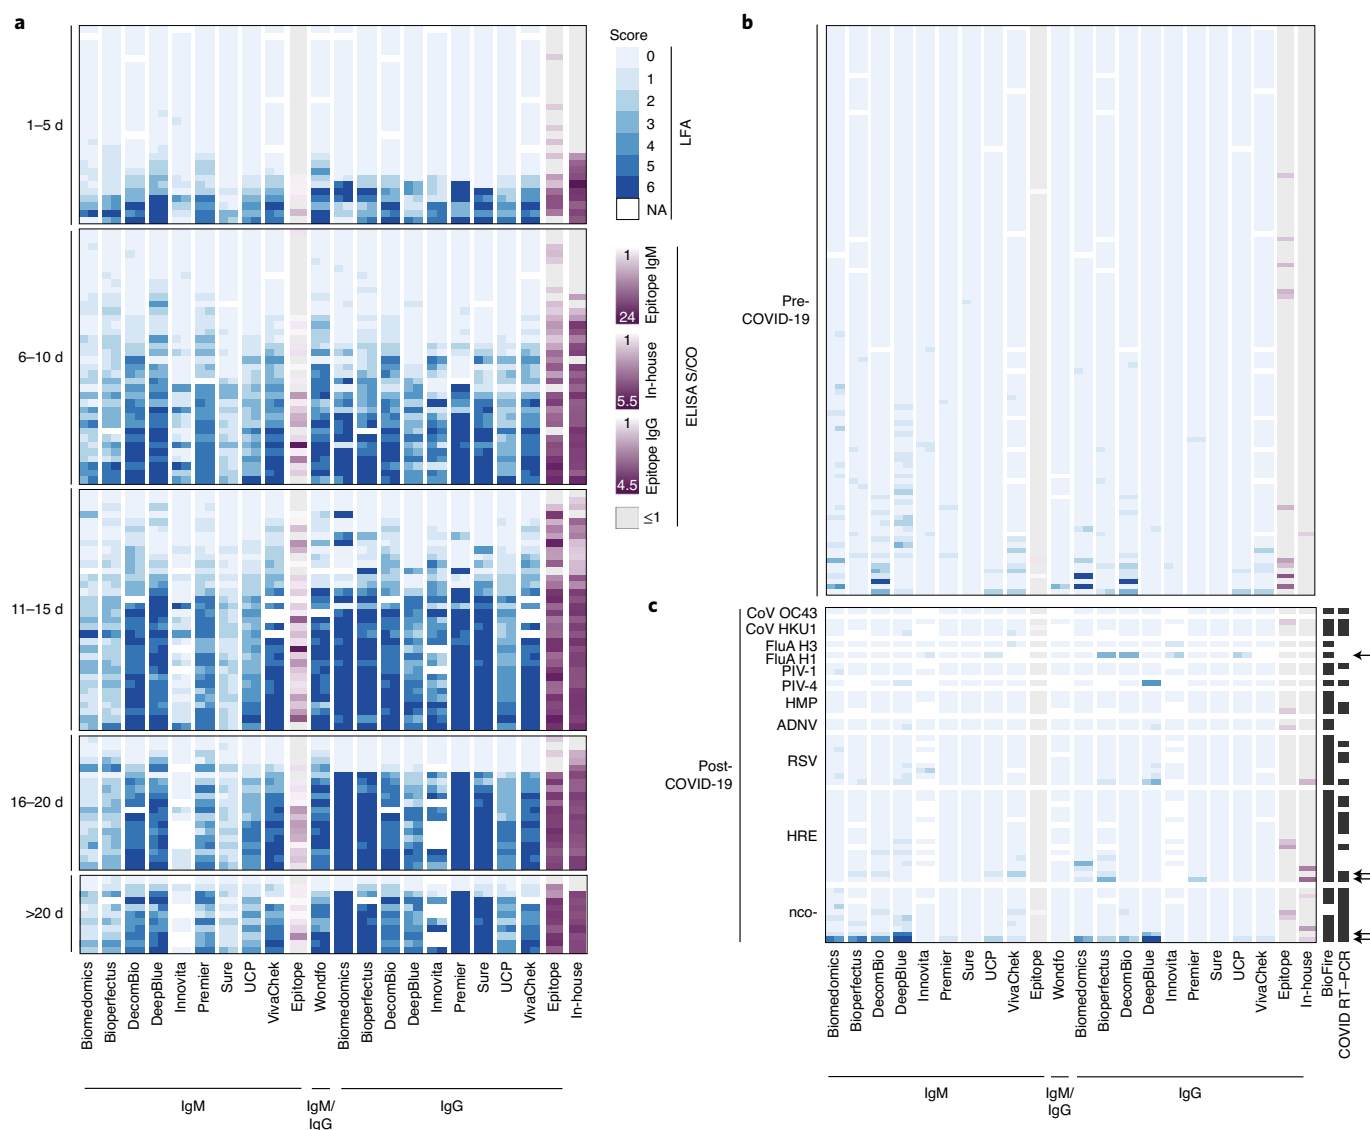 a
Score
0
1
2
3
4
5
6
NA
LFA
1
24
Epitope IgM
1
5.5
In-house
1
4.5
Epitope IgG
≤1
ELISA S/CO
1–5 d
6–10 d
11–15 d
16–20 d
>20 d
Biomedomics
Bioperfectus
DecomBio
DeepBlue
Innovita
Premier
Sure
UCP
VivaChek
Epitope
Wondfo
Biomedomics
Bioperfectus
DecomBio
DeepBlue
Innovita
Premier
Sure
UCP
VivaChek
Epitope
In-house
IgM
IgM/
IgG
IgG
b
Pre-
COVID-19
c
Post-
COVID-19
CoV OC43
CoV HKU1
FluA H3
FluA H1
PIV-1
PIV-4
HMP
ADNV
RSV
HRE
nco-
Biomedomics
Bioperfectus
DecomBio
DeepBlue
Innovita
Premier
Sure
UCP
VivaChek
Epitope
Wondfo
Biomedomics
Bioperfectus
DecomBio
DeepBlue
Innovita
Premier
Sure
UCP
VivaChek
Epitope
In-house
BioFire
COVID RT–PCR
IgM
IgM/
IgG
IgG